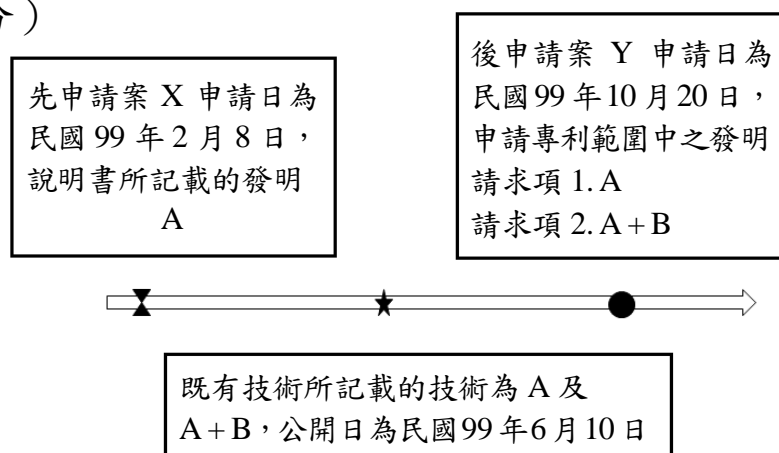 分）
先申請案 X 申請日為
民國 99 年 2 月 8 日，
說明書所記載的發明
A
後申請案 Y 申請日為
民國 99 年 10 月 20 日，
申請專利範圍中之發明
請求項 1. A
請求項 2. A + B
既有技術所記載的技術為 A 及
A + B，公開日為民國 99 年 6 月 10 日